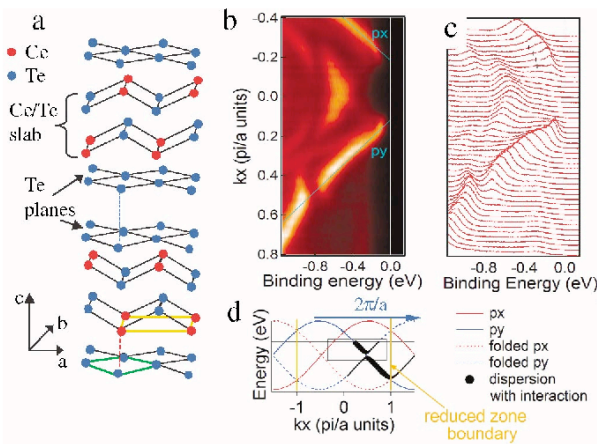 a
Ce
Te
Ce/Te
slab
Te
planes
c
b
a
b
px
py
-0.4
-0.2
0.0
0.2
0.4
0.6
0.8
kx (pi/a units)
-0.8
-0.4
0.0
Binding energy (eV)
c
-0.8
-0.4
0.0
Binding Energy (eV)
d
2π/a
Energy (eV)
-1
0
1
kx (pi/a units)
reduced zone
boundary
px
py
folded px
folded py
dispersion
with interaction